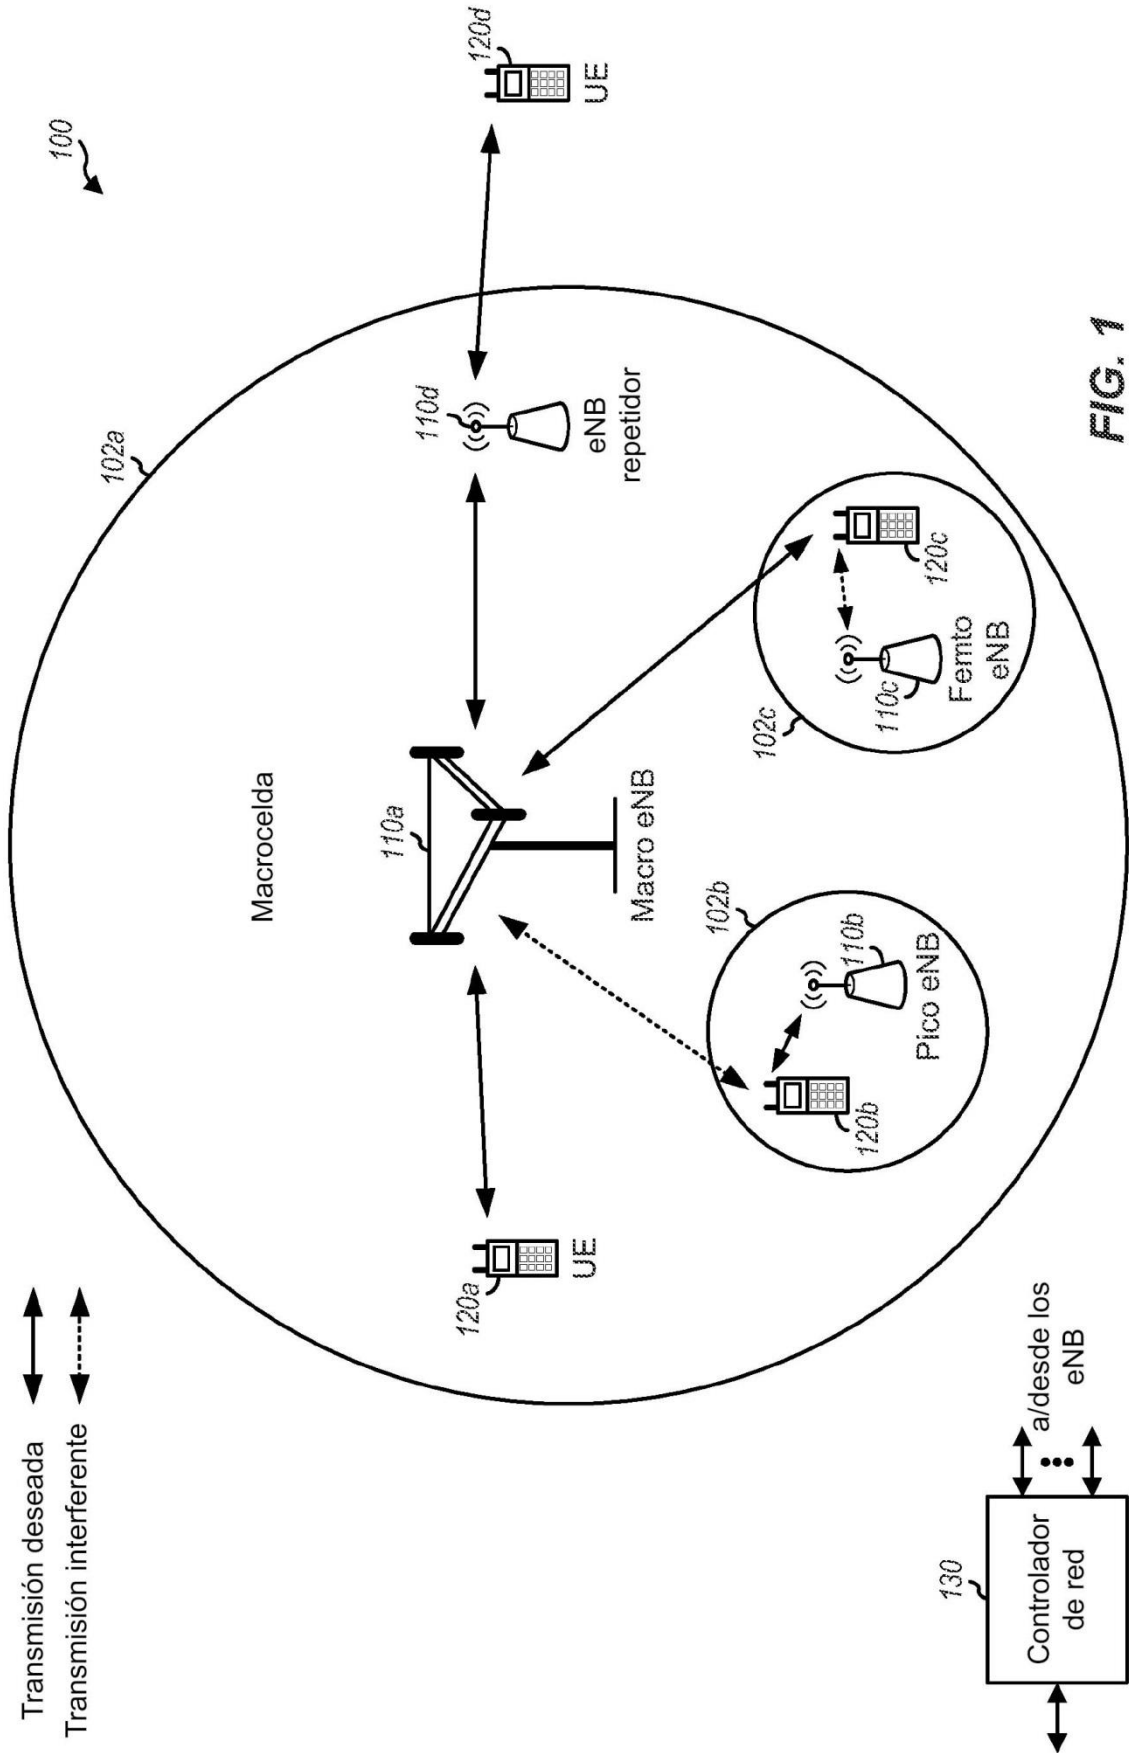 Transmisión deseada
Transmisión interferente
100
102a
Macrocelda
110a
Macro eNB
120a
UE
110d
eNB
repetidor
120d
UE
102b
110b
Pico eNB
120b
102c
110c
Femto
eNB
120c
130
Controlador
de red
a/desde los
eNB
FIG. 1